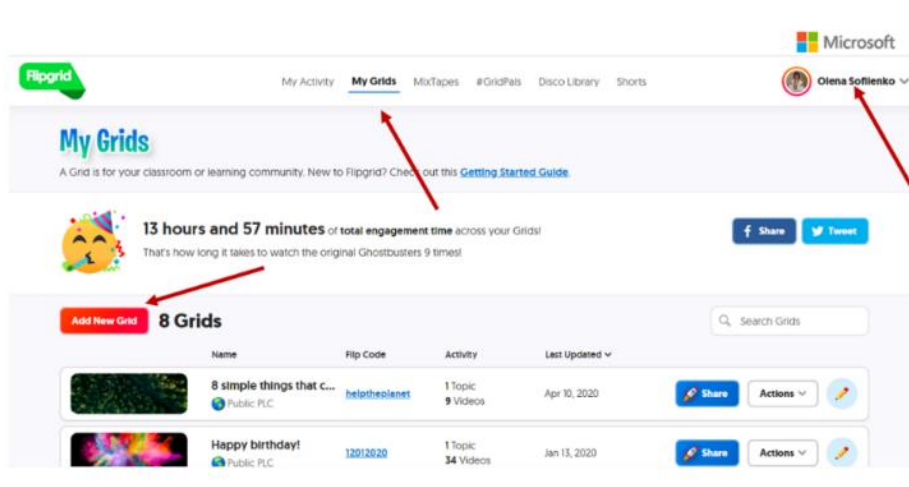 Microsoft
Flipgrid
My Activity My Grids MixTapes #GridPals Disco Library Shorts
Olena Sofiienko
My Grids
A Grid is for your classroom or learning community. New to Flipgrid? Check out this Getting Started Guide.
13 hours and 57 minutes of total engagement time across your Grids!
That's how long it takes to watch the original Ghostbusters 9 times!
Share Tweet
Add New Grid 8 Grids Search Grids
Name Flip Code Activity Last Updated
8 simple things that c... helptheplanet 1 Topic Apr 10, 2020 Share Actions
Public PLC 9 Videos
Happy birthday! 12012020 1 Topic Jan 13, 2020 Share Actions
Public PLC 34 Videos